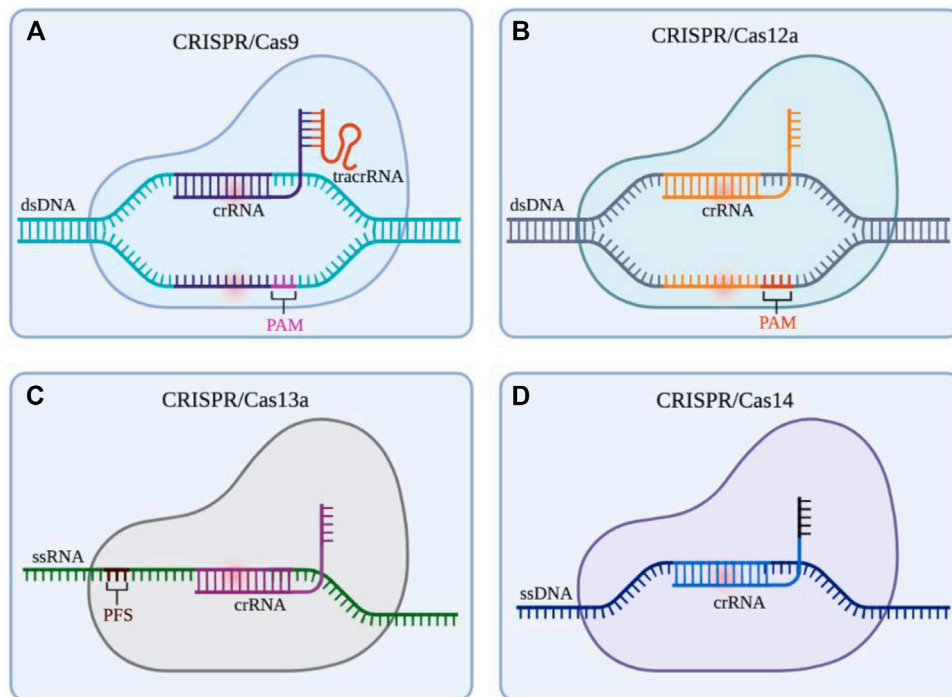 A
CRISPR/Cas9
tracrRNA
dsDNA
crRNA
PAM
B
CRISPR/Cas12a
dsDNA
crRNA
PAM
C
CRISPR/Cas13a
ssRNA
crRNA
PFS
D
CRISPR/Cas14
ssDNA
crRNA